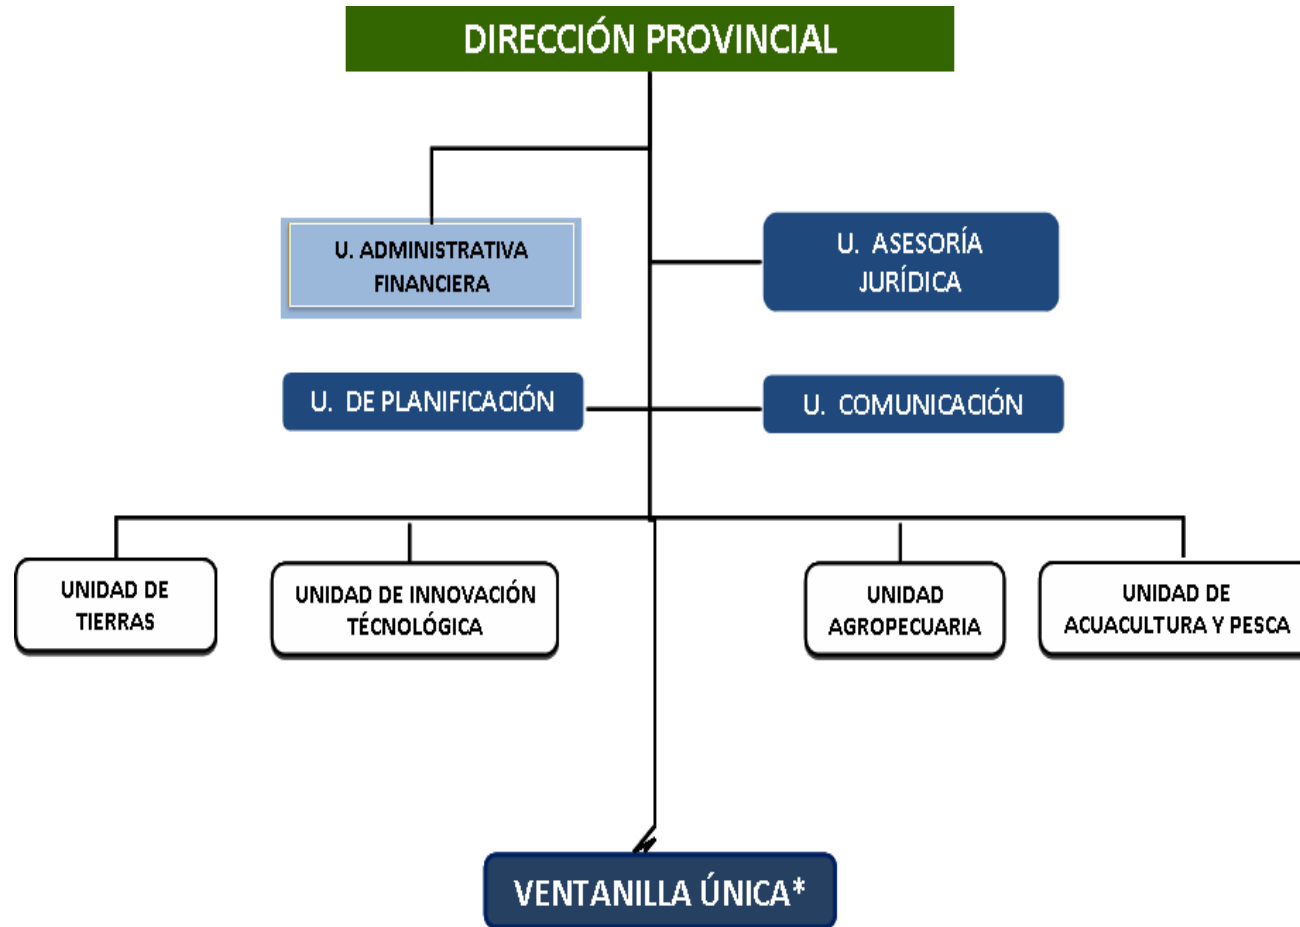 DIRECCIÓN PROVINCIAL
U. ADMINISTRATIVA
FINANCIERA
U. ASESORÍA
JURÍDICA
U. DE PLANIFICACIÓN
U. COMUNICACIÓN
UNIDAD DE
TIERRAS
UNIDAD DE INNOVACIÓN
TÉCNOLÓGICA
UNIDAD
AGROPECUARIA
UNIDAD DE
ACUACULTURA Y PESCA
VENTANILLA ÚNICA*